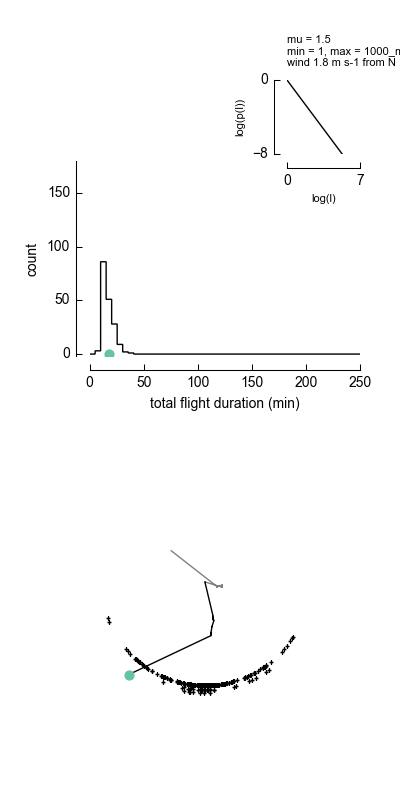 mu = 1.5
min = 1, max = 1000_m
wind 1.8 m s-1 from N
0
log(p(l))
−8
0 7
log(l)
150
100
count
50
0
0 50 100 150 200 250
total flight duration (min)